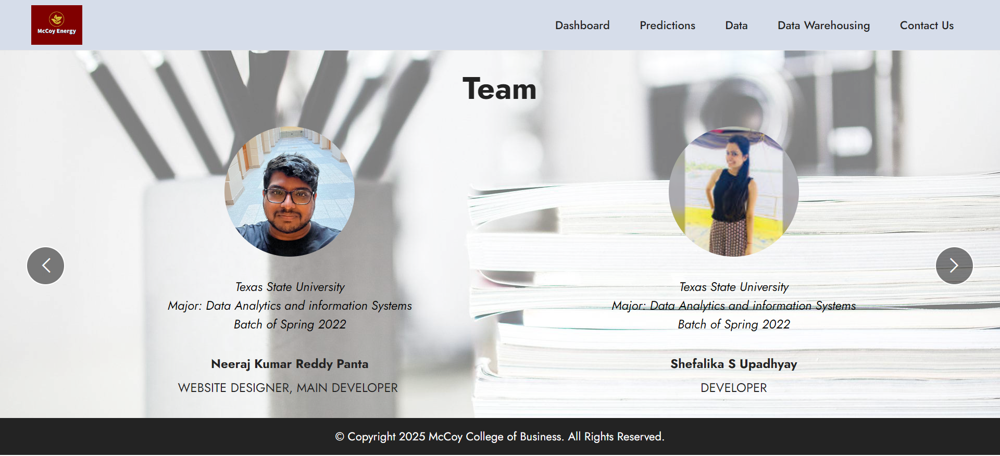 McCoy Energy
Dashboard
Predictions
Data
Data Warehousing
Contact Us
Team
Texas State University
Major: Data Analytics and information Systems
Batch of Spring 2022
Neeraj Kumar Reddy Panta
WEBSITE DESIGNER, MAIN DEVELOPER
Texas State University
Major: Data Analytics and information Systems
Batch of Spring 2022
Shefalika S Upadhyay
DEVELOPER
© Copyright 2025 McCoy College of Business. All Rights Reserved.